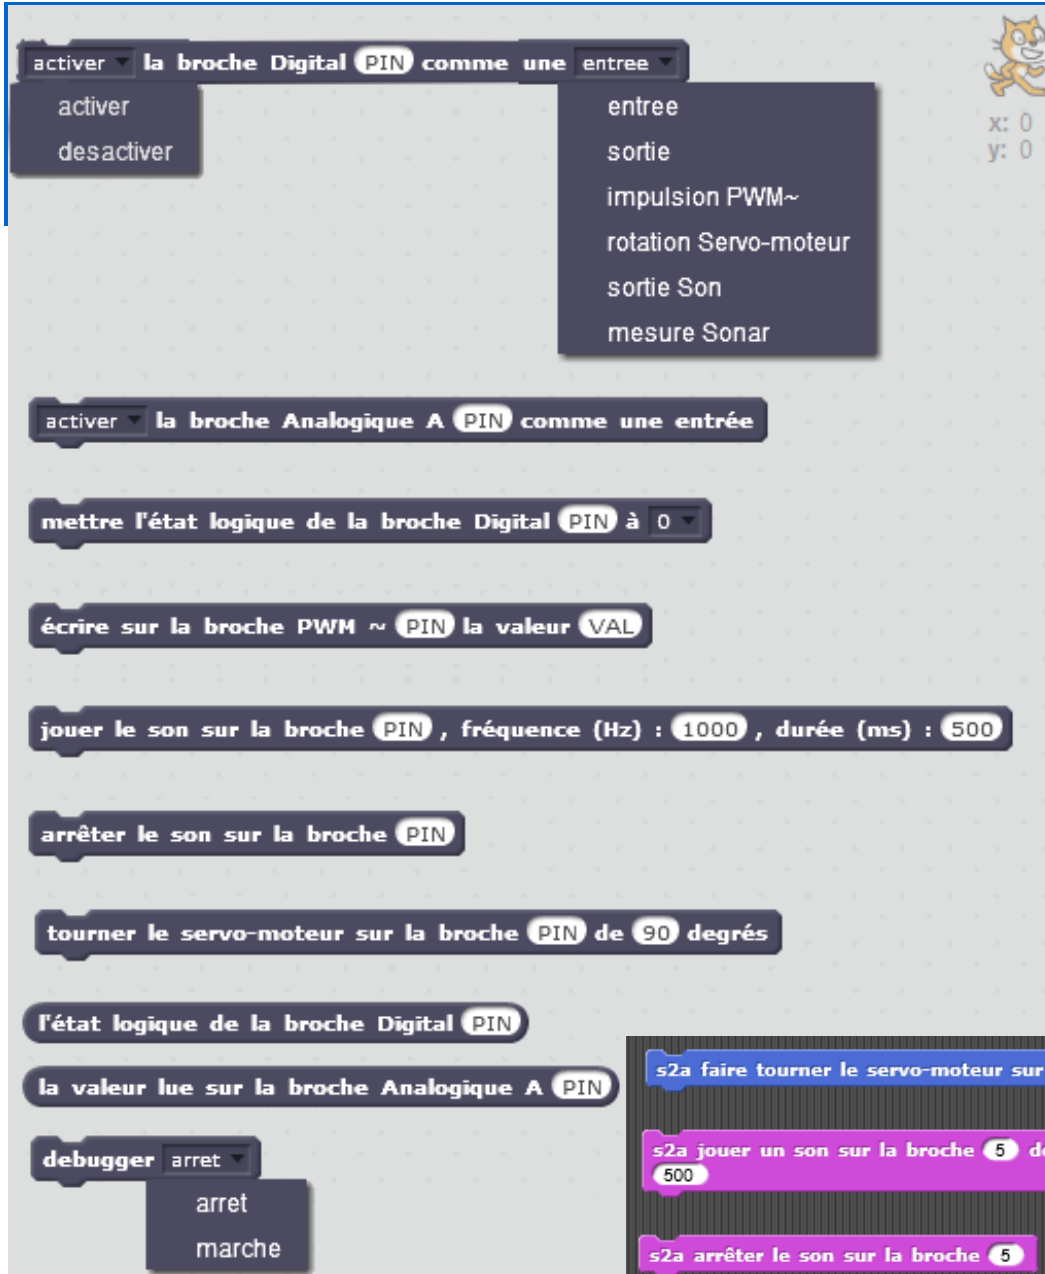 activer la broche Digital PIN comme une entree
activer
desactiver
entree
sortie
impulsion PWM~
rotation Servo-moteur
sortie Son
mesure Sonar
x: 0
y: 0
activer la broche Analogique A PIN comme une entrée
mettre l'état logique de la broche Digital PIN à 0
écrire sur la broche PWM ~ PIN la valeur VAL
jouer le son sur la broche PIN , fréquence (Hz) : 1000 , durée (ms) : 500
arrêter le son sur la broche PIN
tourner le servo-moteur sur la broche PIN de 90 degrés
l'état logique de la broche Digital PIN
la valeur lue sur la broche Analogique A PIN
debugger arret
arret
marche
s2a faire tourner le servo-moteur sur
s2a jouer un son sur la broche 5 d
500
s2a arrêter le son sur la broche 5